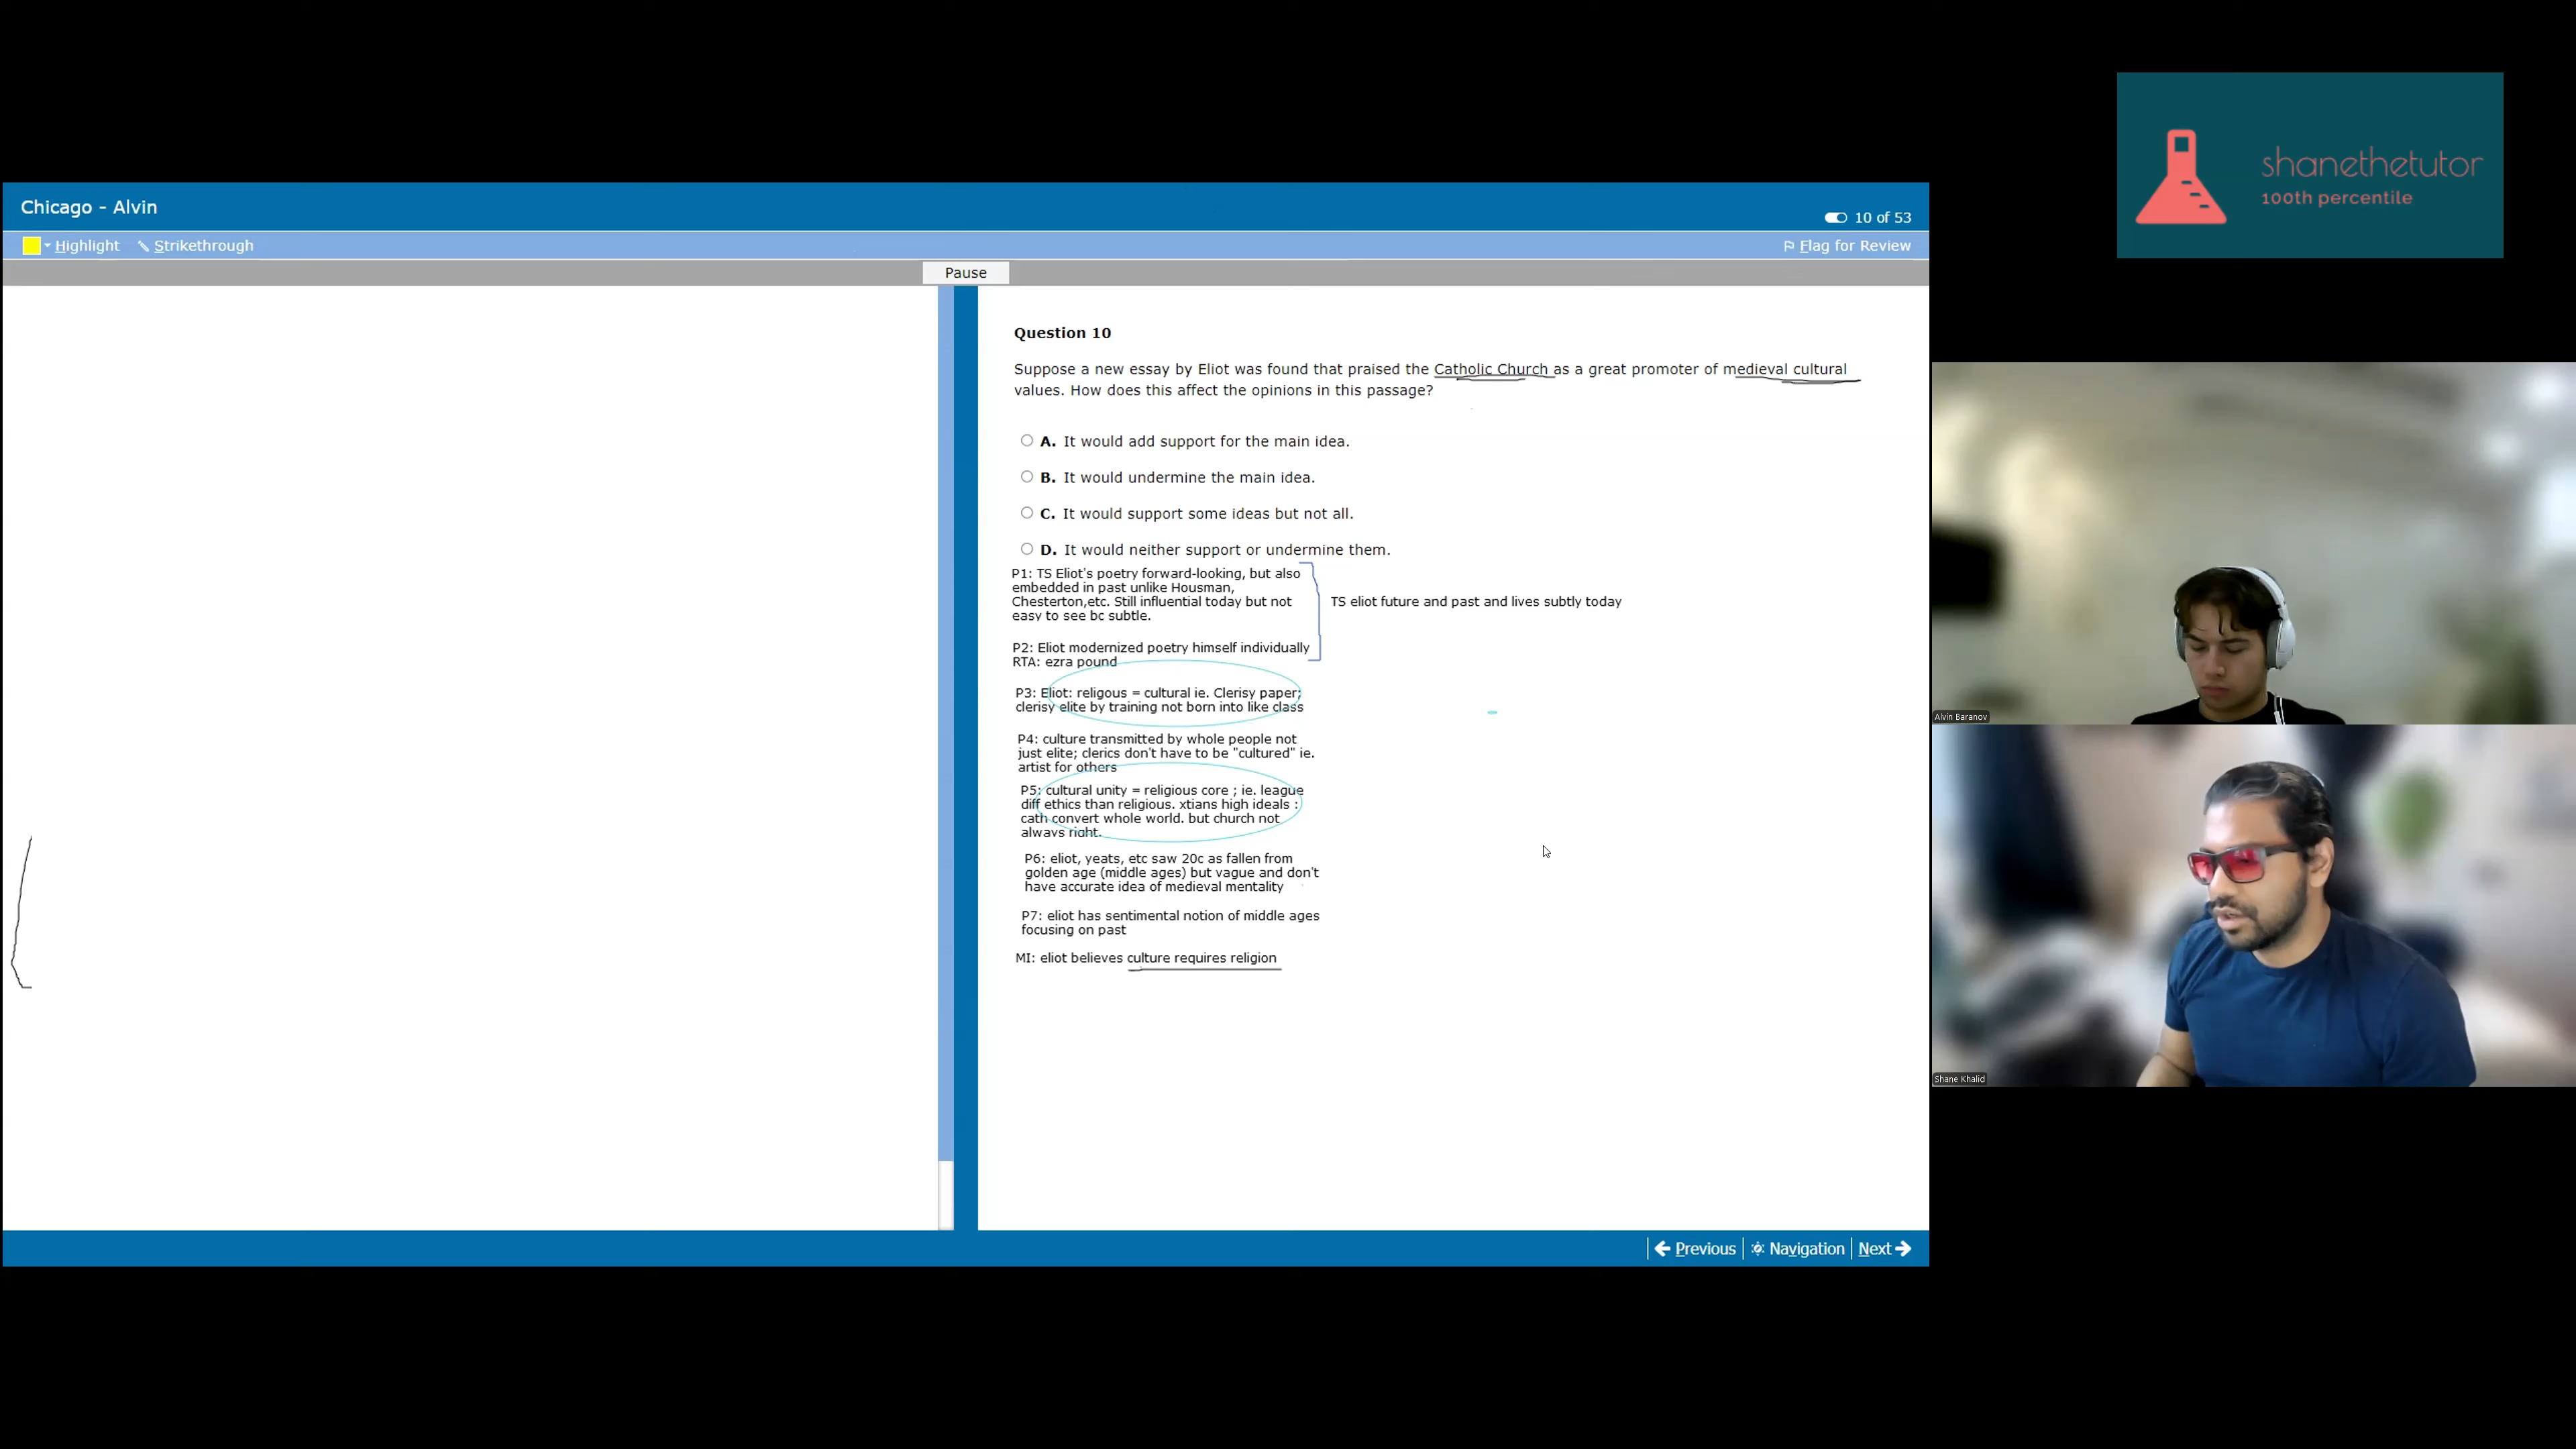 shanethetutor
100th percentile
Chicago - Alvin
10 of 53
Highlight Strikethrough
Flag for Review
Pause
Question 10
Suppose a new essay by Eliot was found that praised the Catholic Church as a great promoter of medieval cultural
values. How does this affect the opinions in this passage?
A. It would add support for the main idea.
B. It would undermine the main idea.
C. It would support some ideas but not all.
D. It would neither support or undermine them.
P1: TS Eliot's poetry forward-looking, but also
embedded in past unlike Housman,
Chesterton,etc. Still influential today but not
easy to see bc subtle.
TS eliot future and past and lives subtly today
P2: Eliot modernized poetry himself individually
RTA: ezra pound
P3: Eliot: religous = cultural ie. Clerisy paper;
clerisy elite by training not born into like class
P4: culture transmitted by whole people not
just elite; clerics don't have to be "cultured" ie.
artist for others
P5: cultural unity = religious core ; ie. league
diff ethics than religious. xtians high ideals :
cath convert whole world. but church not
always right.
P6: eliot, yeats, etc saw 20c as fallen from
golden age (middle ages) but vague and don't
have accurate idea of medieval mentality
P7: eliot has sentimental notion of middle ages
focusing on past
MI: eliot believes culture requires religion
Previous Navigation Next
Alvin Baranov
Shane Khalid